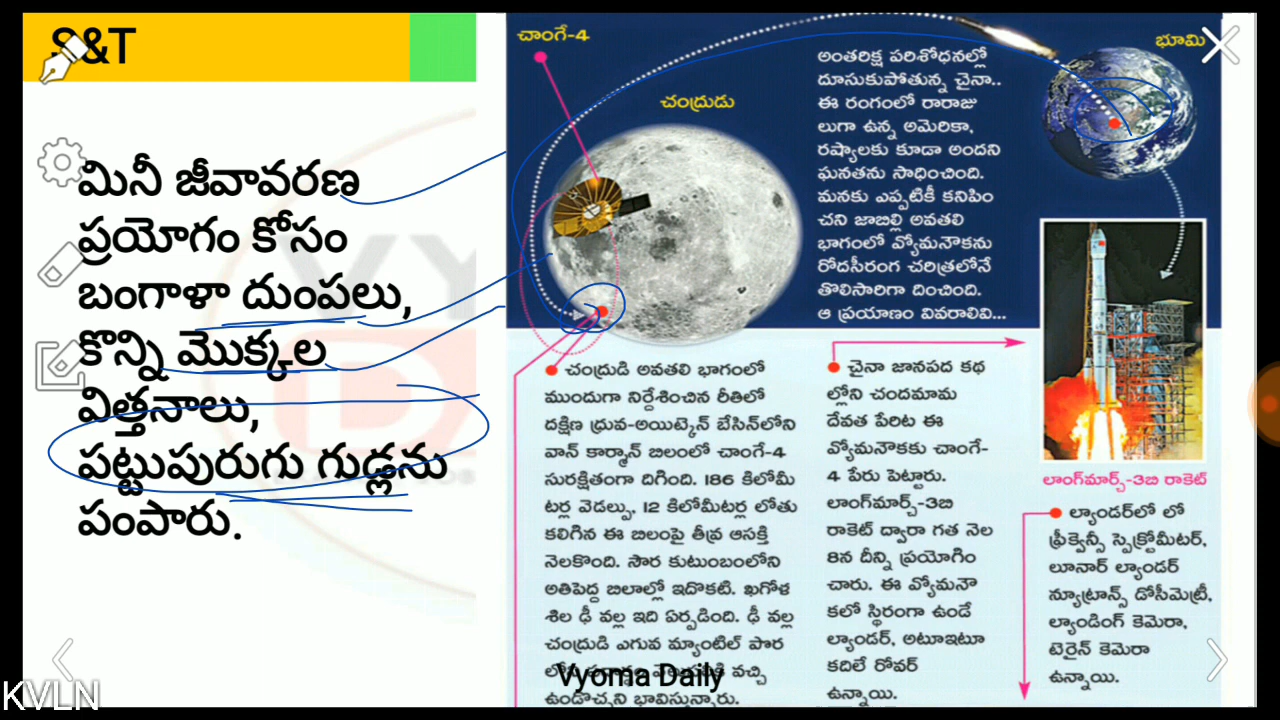 S&T
మినీ జీవావరణ
ప్రయోగం కోసం
బంగాళా దుంపలు,
కొన్ని మొక్కల
విత్తనాలు,
పట్టుపురుగు గుడ్లను
పంపారు.
చాంగే-4
చంద్రుడు
భూమి
అంతరిక్ష పరిశోధనల్లో
దూసుకుపోతున్న చైనా..
ఈ రంగంలో రారాజు
లుగా ఉన్న అమెరికా,
రష్యాలకు కూడా అందని
ఘనతను సాధించింది.
మనకు ఎప్పటికీ కనిపిం
చని జాబిల్లి అవతలి
భాగంలో వ్యోమనౌకను
రోదసీరంగ చరిత్రలోనే
తొలిసారిగా దించింది.
ఆ ప్రయాణం వివరాలివి...
చంద్రుడి అవతలి భాగంలో
ముందుగా నిర్దేశించిన రీతిలో
దక్షిణ ధ్రువ-అయిట్కెన్ బేసిన్‌లోని
వాన్ కార్మాన్ బిలంలో చాంగే-4
సురక్షితంగా దిగింది. 186 కిలోమీ
టర్ల వెడల్పు, 12 కిలోమీటర్ల లోతు
కలిగిన ఈ బిలంపై తీవ్ర ఆసక్తి
నెలకొంది. సౌర కుటుంబంలోని
అతిపెద్ద బిలాల్లో ఇదొకటి. ఖగోళ
శిల ఢీ వల్ల ఇది ఏర్పడింది. ఢీ వల్ల
చంద్రుడి ఎగువ మ్యాంటిల్ పొర
వచ్చి
ఉండొచ్చని భావిస్తున్నారు.
చైనా జానపద కథ
ల్లోని చందమామ
దేవత పేరిట ఈ
వ్యోమనౌకకు చాంగే-
4 పేరు పెట్టారు.
లాంగ్‌మార్చ్-3బి
రాకెట్ ద్వారా గత నెల
8న దీన్ని ప్రయోగిం
చారు. ఈ వ్యోమనౌ
కలో స్థిరంగా ఉండే
ల్యాండర్, అటూఇటూ
కదిలే రోవర్
ఉన్నాయి.
లాంగ్‌మార్చ్-3బి రాకెట్
ల్యాండర్‌లో లో
ఫ్రీక్వెన్సీ స్పెక్ట్రోమీటర్,
లూనార్ ల్యాండర్
న్యూట్రాన్స్ డోసీమెట్రీ,
ల్యాండింగ్ కెమెరా,
టెరైన్ కెమెరా
ఉన్నాయి.
Vyoma Daily
KVLN